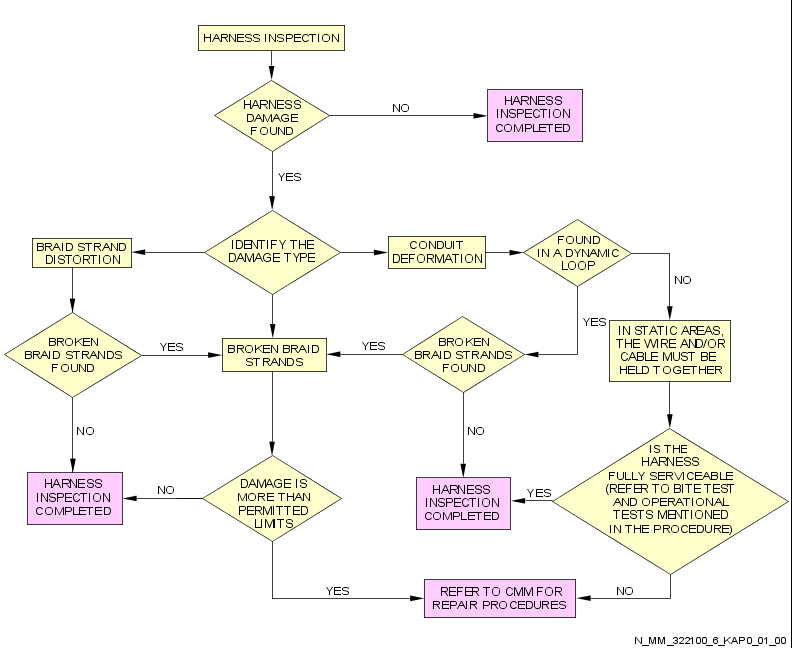 HARNESS INSPECTION
HARNESS
DAMAGE
FOUND
NO
HARNESS
INSPECTION
COMPLETED
YES
BRAID STRAND
DISTORTION
IDENTIFY THE
DAMAGE TYPE
CONDUIT
DEFORMATION
FOUND
IN A DYNAMIC
LOOP
NO
YES
BROKEN
BRAID STRANDS
FOUND
YES
BROKEN BRAID
STRANDS
YES
BROKEN
BRAID STRANDS
FOUND
IN STATIC AREAS,
THE WIRE AND/OR
CABLE MUST BE
HELD TOGETHER
NO
NO
HARNESS
INSPECTION
COMPLETED
NO
DAMAGE IS
MORE THAN
PERMITTED
LIMITS
HARNESS
INSPECTION
COMPLETED
YES
IS THE
HARNESS
FULLY SERVICEABLE
(REFER TO BITE TEST
AND OPERATIONAL
TESTS MENTIONED
IN THE PROCEDURE)
YES
REFER TO CMM FOR
REPAIR PROCEDURES
NO
N_MM_322100_6_KAP0_01_00